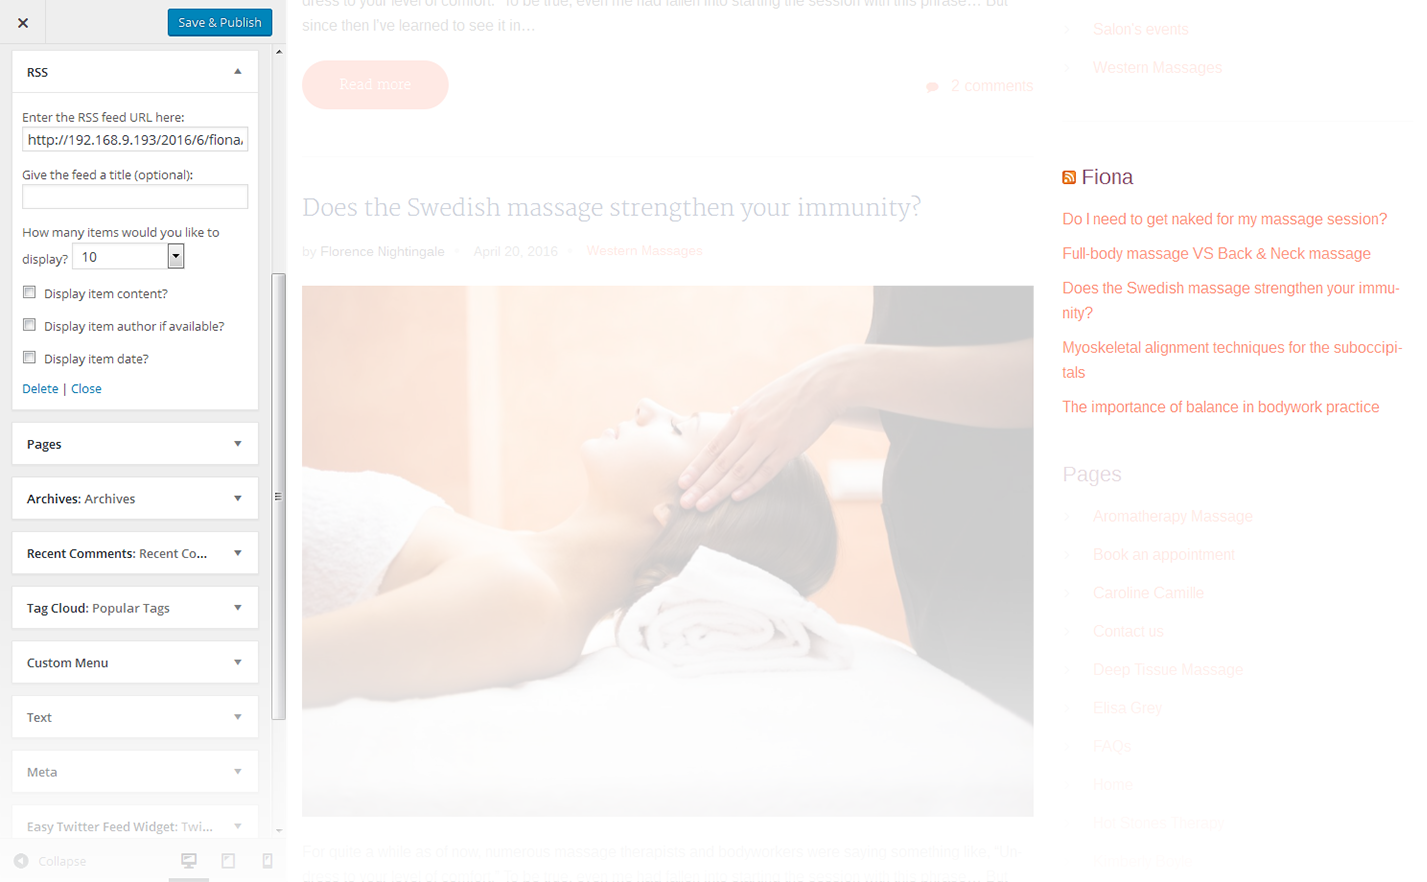 Save & Publish
RSS
Enter the RSS feed URL here:
http://192.168.9.193/2016/6/fiona
Give the feed a title (optional):
How many items would you like to
display? 10
Display item content?
Display item author if available?
Display item date?
Delete | Close
Pages
Archives: Archives
Recent Comments: Recent Co...
Tag Cloud: Popular Tags
Custom Menu
Text
Meta
Easy Twitter Feed Widget: Twi...
Collapse
dress to your level of comfort." To be true, even me had fallen into starting the session with this phrase… But
since then I've learned to see it in…
Read more
2 comments
Does the Swedish massage strengthen your immunity?
by Florence Nightingale
April 20, 2016
Western Massages
For quite a while as of now, numerous massage therapists and bodyworkers were saying something like, "Un-
dress to your level of comfort." To be true, even me had fallen into starting the session with this phrase… But
Salon's events
Western Massages
Fiona
Do I need to get naked for my massage session?
Full-body massage VS Back & Neck massage
Does the Swedish massage strengthen your immu-
nity?
Myoskeletal alignment techniques for the suboccipi-
tals
The importance of balance in bodywork practice
Pages
Aromatherapy Massage
Book an appointment
Caroline Camille
Contact us
Deep Tissue Massage
Elisa Grey
FAQs
Home
Hot Stones Therapy